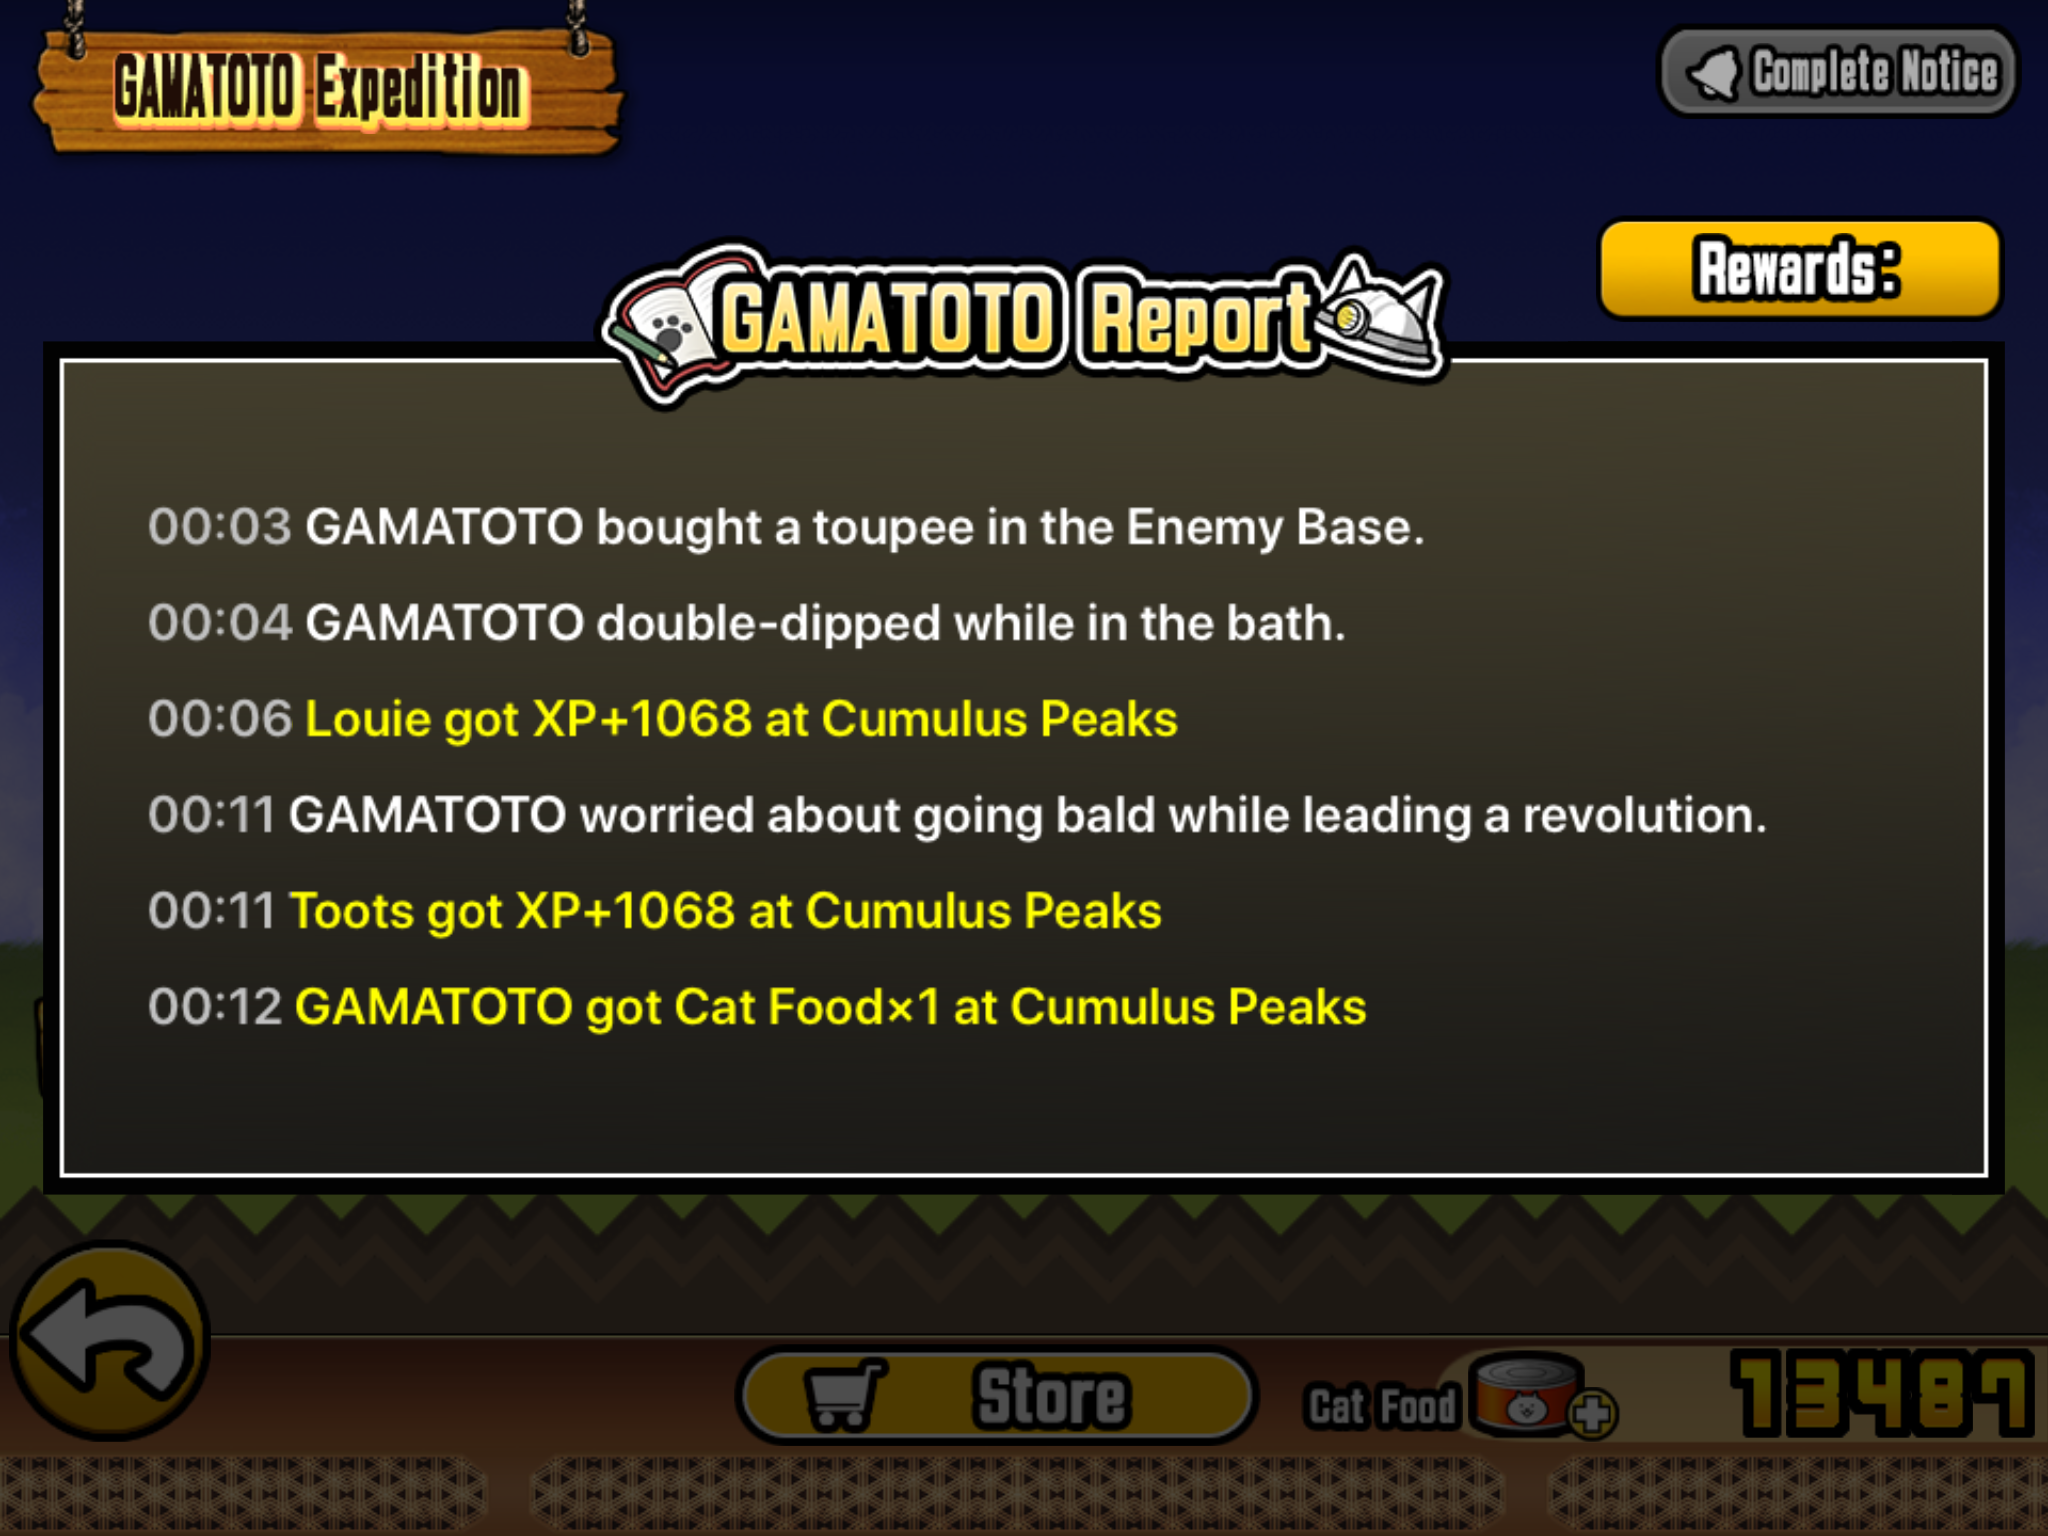 GAMATOTO Expedition
Complete Notice
Rewards:
GAMATOTO Report
00:03 GAMATOTO bought a toupee in the Enemy Base.
00:04 GAMATOTO double-dipped while in the bath.
00:06 Louie got XP+1068 at Cumulus Peaks
00:11 GAMATOTO worried about going bald while leading a revolution.
00:11 Toots got XP+1068 at Cumulus Peaks
00:12 GAMATOTO got Cat Food×1 at Cumulus Peaks
Store
Cat Food
13487